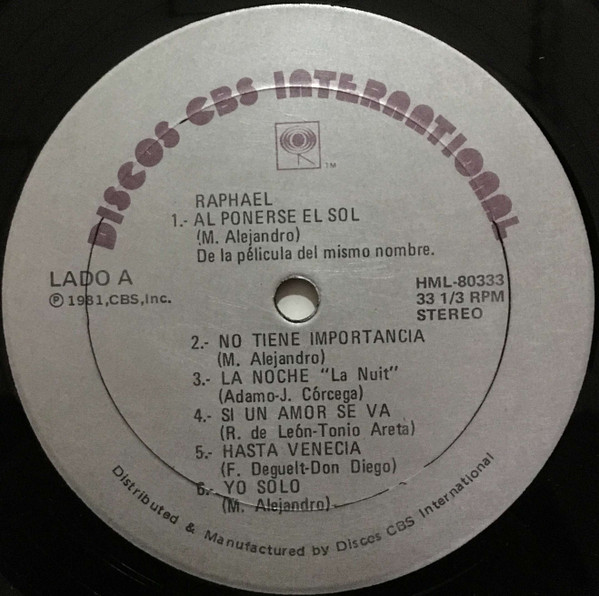 DISCOS CBS INTERNATIONAL
TM
RAPHAEL
1.- AL PONERSE EL SOL
(M. Alejandro)
De la película del mismo nombre.
LADO A
℗ 1981, CBS, Inc.
HML-80333
33 1/3 RPM
STEREO
2.- NO TIENE IMPORTANCIA
(M. Alejandro)
3.- LA NOCHE "La Nuit"
(Adamo-J. Córcega)
4.- SI UN AMOR SE VA
(R. de León-Tonio Areta)
5.- HASTA VENECIA
(F. Deguelt-Don Diego)
6.- YO SOLO
(M. Alejandro)
Distributed & Manufactured by Discos CBS International